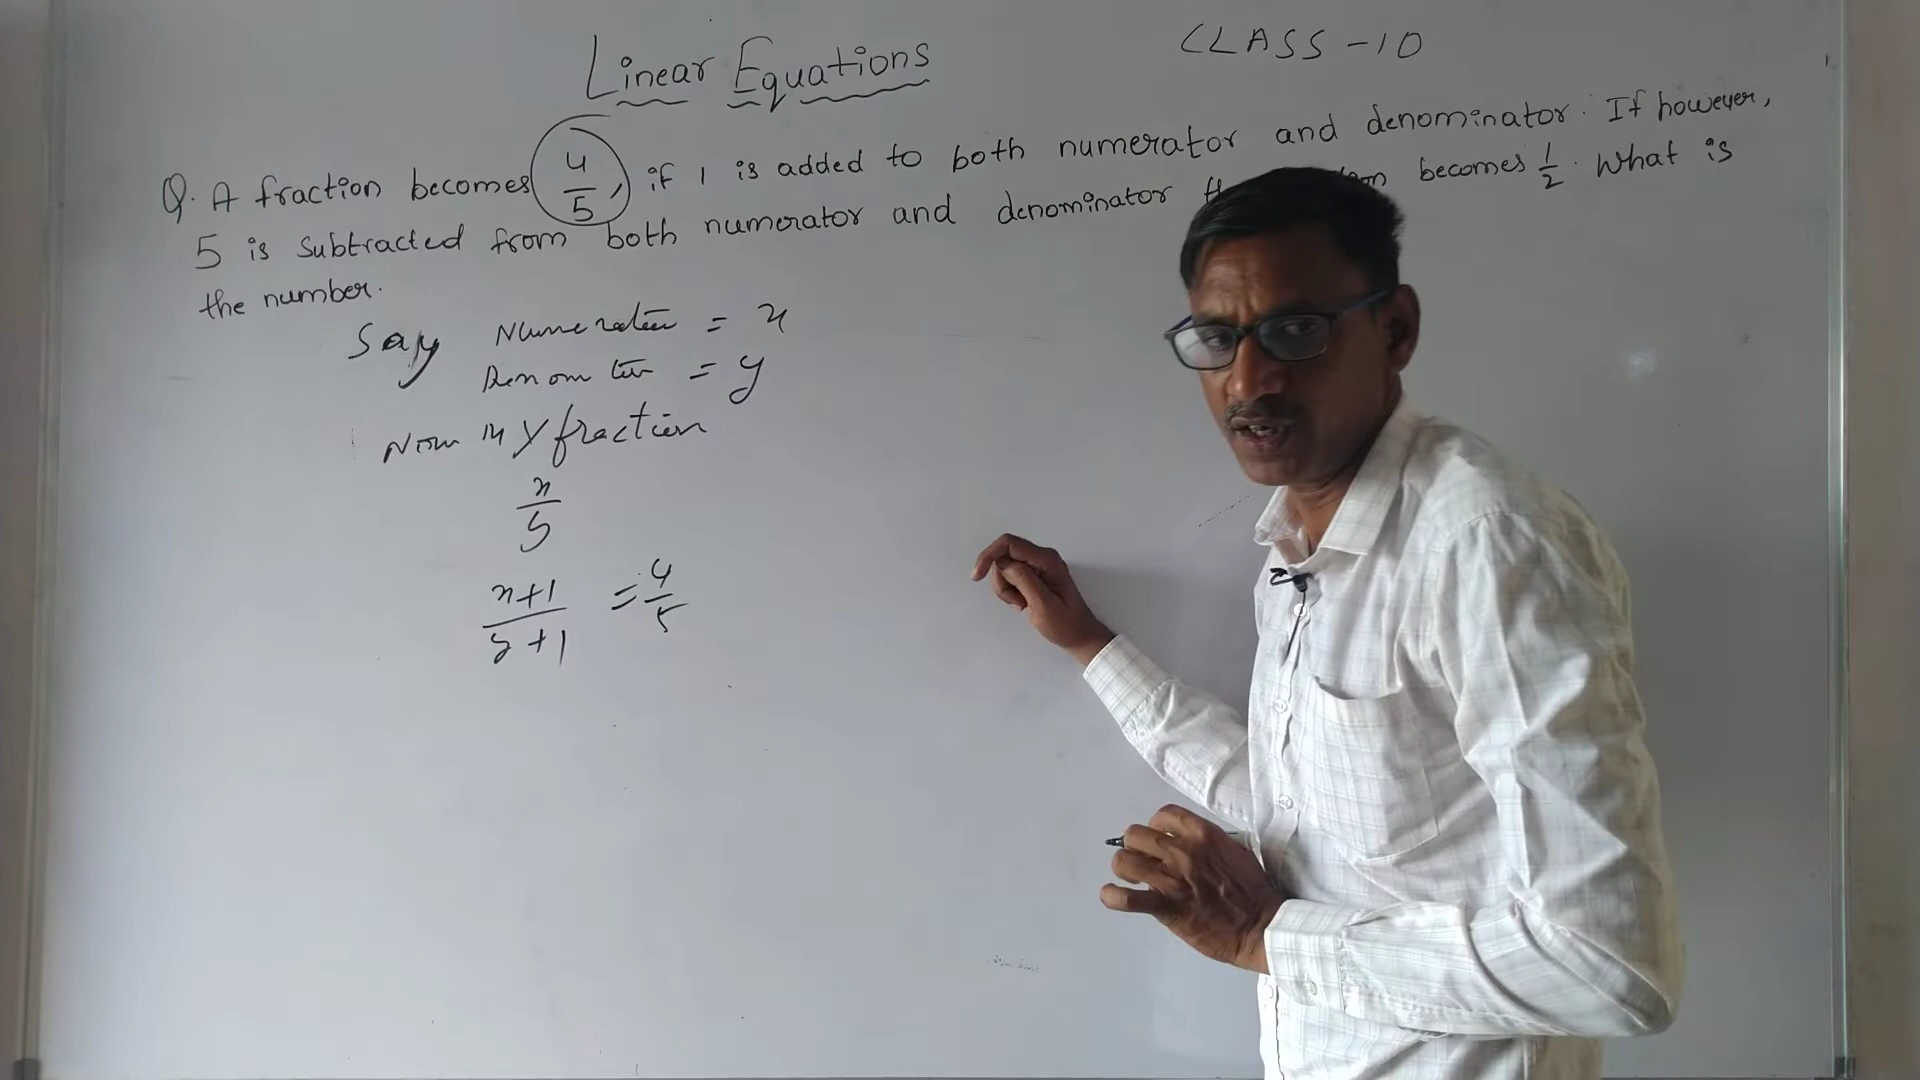 Linear Equations
CLASS-10
Q. A fraction becomes 4/5, if 1 is added to both numerator and denominator. If however,
5 is subtracted from both numerator and denominator becomes 1/2. What is
the number.
Say Numerator = x
= y
Now my fraction
x/y
x+1/y+1 = 4/5